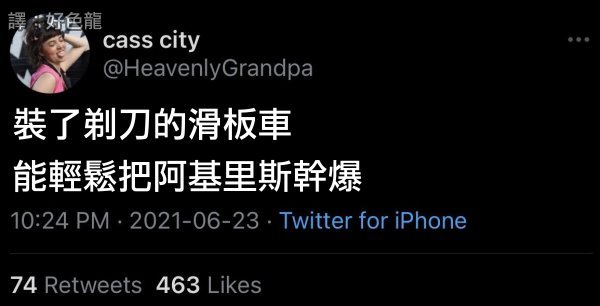 譯：好色龍
cass city
@HeavenlyGrandpa
裝了剃刀的滑板車
能輕鬆把阿基里斯幹爆
10:24 PM · 2021-06-23 · Twitter for iPhone
74 Retweets 463 Likes